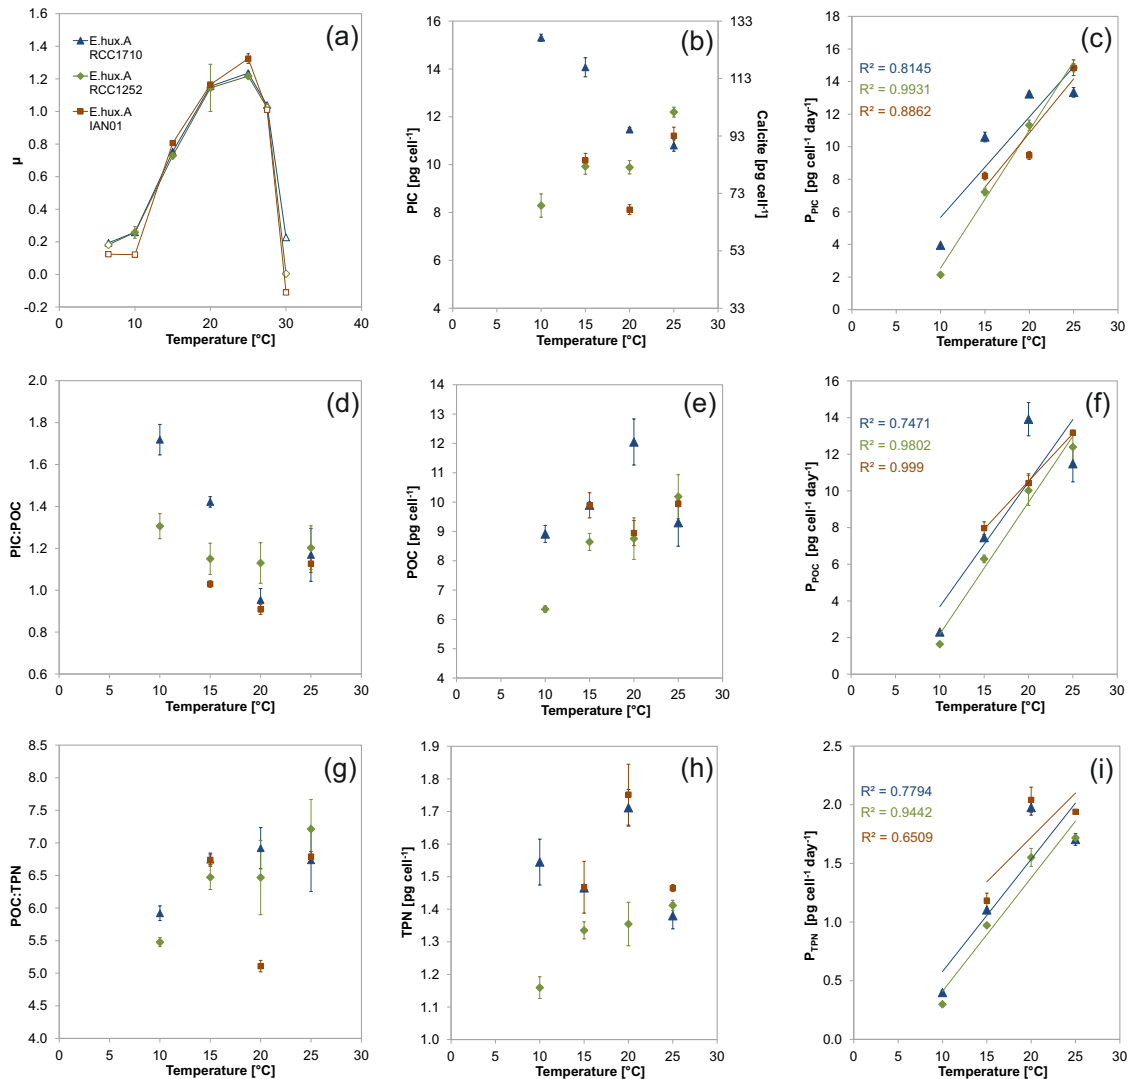 (a)
E.hux.A
RCC1710
E.hux.A
RCC1252
E.hux.A
IAN01
µ
1.6
1.4
1.2
1.0
0.8
0.6
0.4
0.2
0.0
-0.2
0 10 20 30 40
Temperature [°C]
(b)
PIC [pg cell-1]
16
14
12
10
8
6
4
Calcite [pg cell-1]
133
113
93
73
53
33
0 5 10 15 20 25 30
Temperature [°C]
(c)
R² = 0.8145
R² = 0.9931
R² = 0.8862
PPIC [pg cell-1 day-1]
18
16
14
12
10
8
6
4
2
0
0 5 10 15 20 25 30
Temperature [°C]
(d)
PIC:POC
2.0
1.8
1.6
1.4
1.2
1.0
0.8
0.6
0 5 10 15 20 25 30
Temperature [°C]
(e)
POC [pg cell-1]
14
13
12
11
10
9
8
7
6
5
4
0 5 10 15 20 25 30
Temperature [°C]
(f)
R² = 0.7471
R² = 0.9802
R² = 0.999
PPOC [pg cell-1 day-1]
16
14
12
10
8
6
4
2
0
0 5 10 15 20 25 30
Temperature [°C]
(g)
POC:TPN
8.5
8.0
7.5
7.0
6.5
6.0
5.5
5.0
4.5
4.0
0 5 10 15 20 25 30
Temperature [°C]
(h)
TPN [pg cell-1]
1.9
1.8
1.7
1.6
1.5
1.4
1.3
1.2
1.1
1.0
0 5 10 15 20 25 30
Temperature [°C]
(i)
R² = 0.7794
R² = 0.9442
R² = 0.6509
PTPN [pg cell-1 day-1]
2.5
2.0
1.5
1.0
0.5
0.0
0 5 10 15 20 25 30
Temperature [°C]